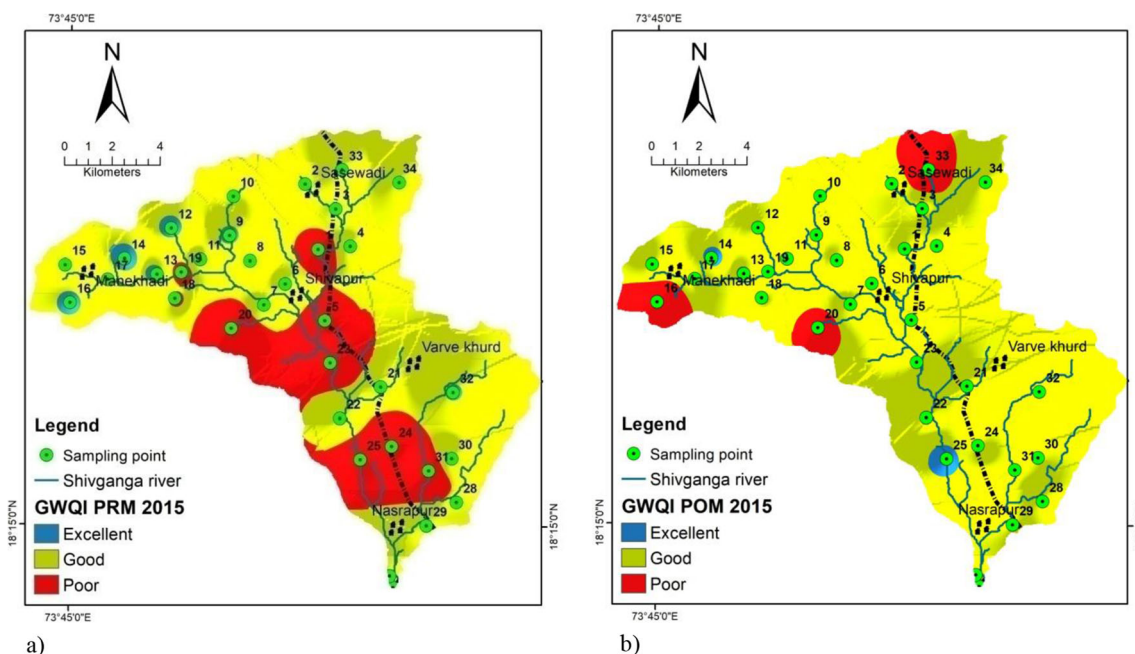 73°45'0"E
N
0 2 4
Kilometers
33
Sasewadi
2
34
10
3
12
9
4
15
14
11
8
19
13
17
Mahekhadi
6
Shivapur
16
18
7
20
5
23
Varve khurd
21
32
22
24
25
30
31
28
Nasrapur
29
Legend
Sampling point
Shivganga river
GWQI PRM 2015
Excellent
Good
Poor
18°15'0"N
73°45'0"E
a)
73°45'0"E
N
0 2 4
Kilometers
33
Sasewadi
2
34
10
12
9
4
15
14
11
8
19
13
17
Mahekhadi
6
Shivapur
16
18
7
20
5
23
Varve khurd
21
32
22
24
25
30
31
28
Nasrapur
29
Legend
Sampling point
Shivganga river
GWQI POM 2015
Excellent
Good
Poor
18°15'0"N
18°15'0"N
73°45'0"E
b)